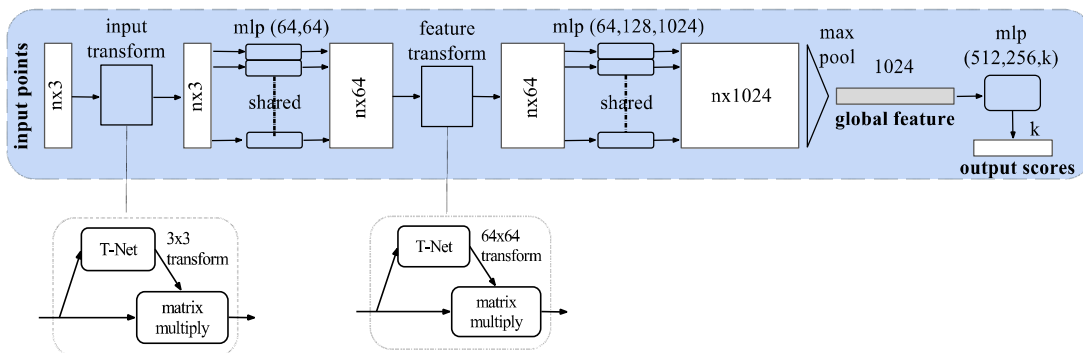 input points
nx3
input
transform
nx3
mlp (64,64)
shared
nx64
feature
transform
nx64
mlp (64,128,1024)
shared
nx1024
max
pool
1024
global feature
mlp
(512,256,k)
k
output scores
T-Net
3x3
transform
matrix
multiply
T-Net
64x64
transform
matrix
multiply